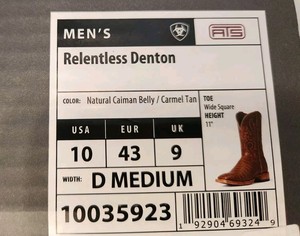 MEN'S
ATS
Relentless Denton
COLOR: Natural Caiman Belly / Carmel Tan
TOE
Wide Square
HEIGHT
11"
USA EUR UK
10 43 9
WIDTH: D MEDIUM
10035923
1 92904 69324 9